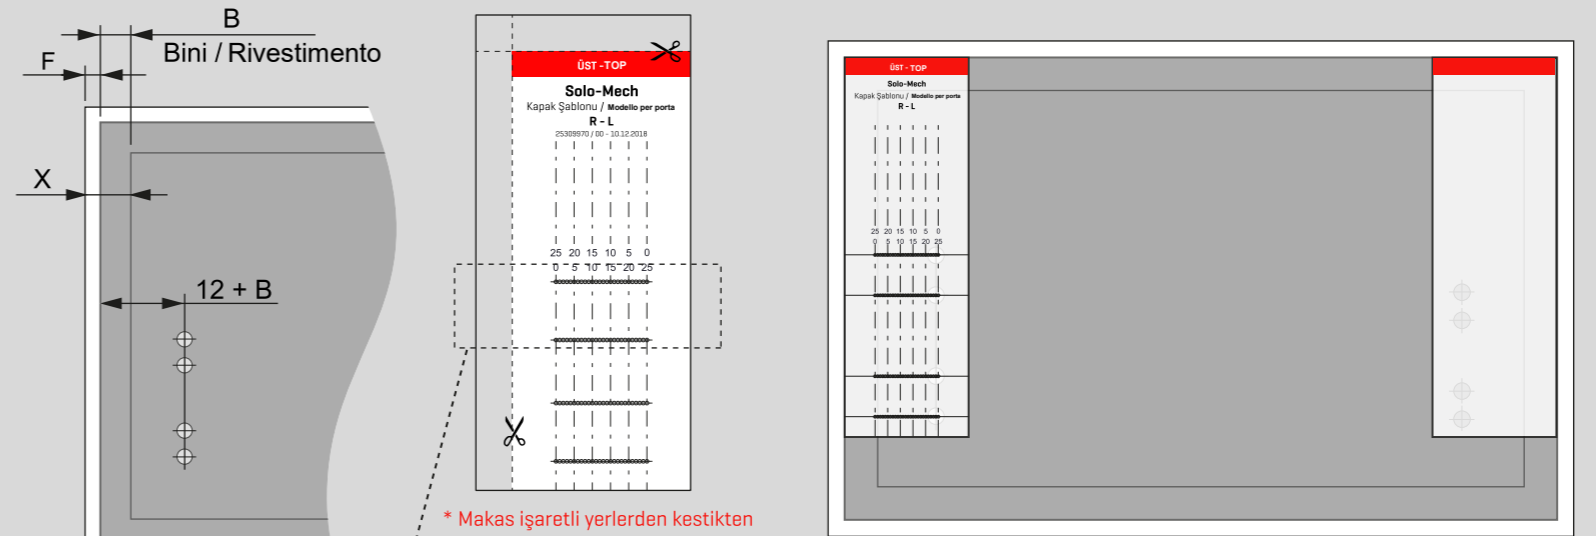 B
Bini / Rivestimento
F
X
12 + B
ÜST - TOP
Solo-Mech
Kapak Şablonu / Modello per porta
R - L
25309970 / 00 - 10.12.2018
25 20 15 10 5 0
0 5 10 15 20 25
* Makas işaretli yerlerden kestikten
ÜST - TOP
Solo-Mech
Kapak Şablonu / Modello per porta
R - L
25 20 15 10 5 0
0 5 10 15 20 25